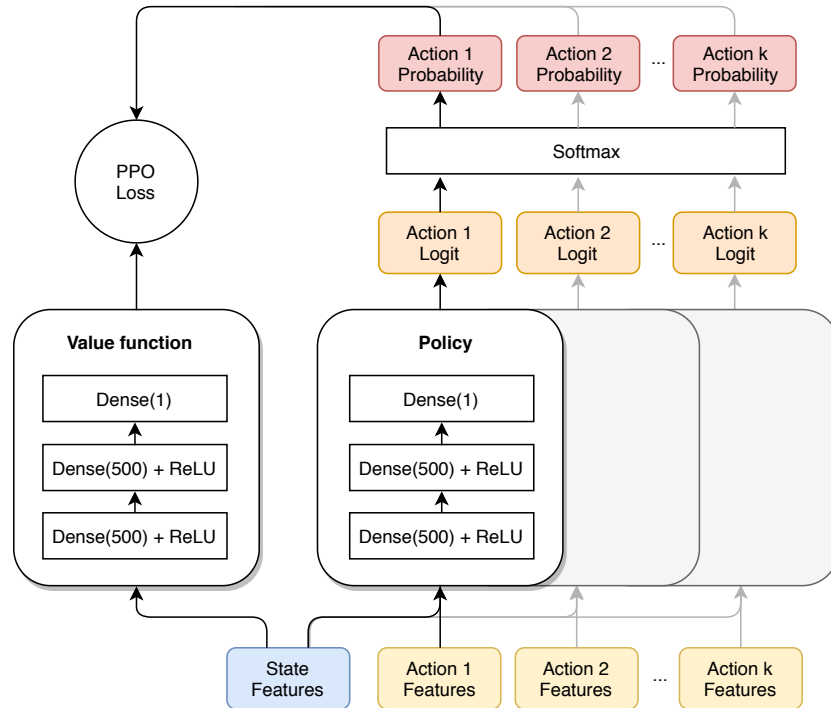 Action 1
Probability
Action 2
Probability
...
Action k
Probability
Softmax
PPO
Loss
Action 1
Logit
Action 2
Logit
...
Action k
Logit
Value function
Dense(1)
Dense(500) + ReLU
Dense(500) + ReLU
Policy
Dense(1)
Dense(500) + ReLU
Dense(500) + ReLU
State
Features
Action 1
Features
Action 2
Features
...
Action k
Features